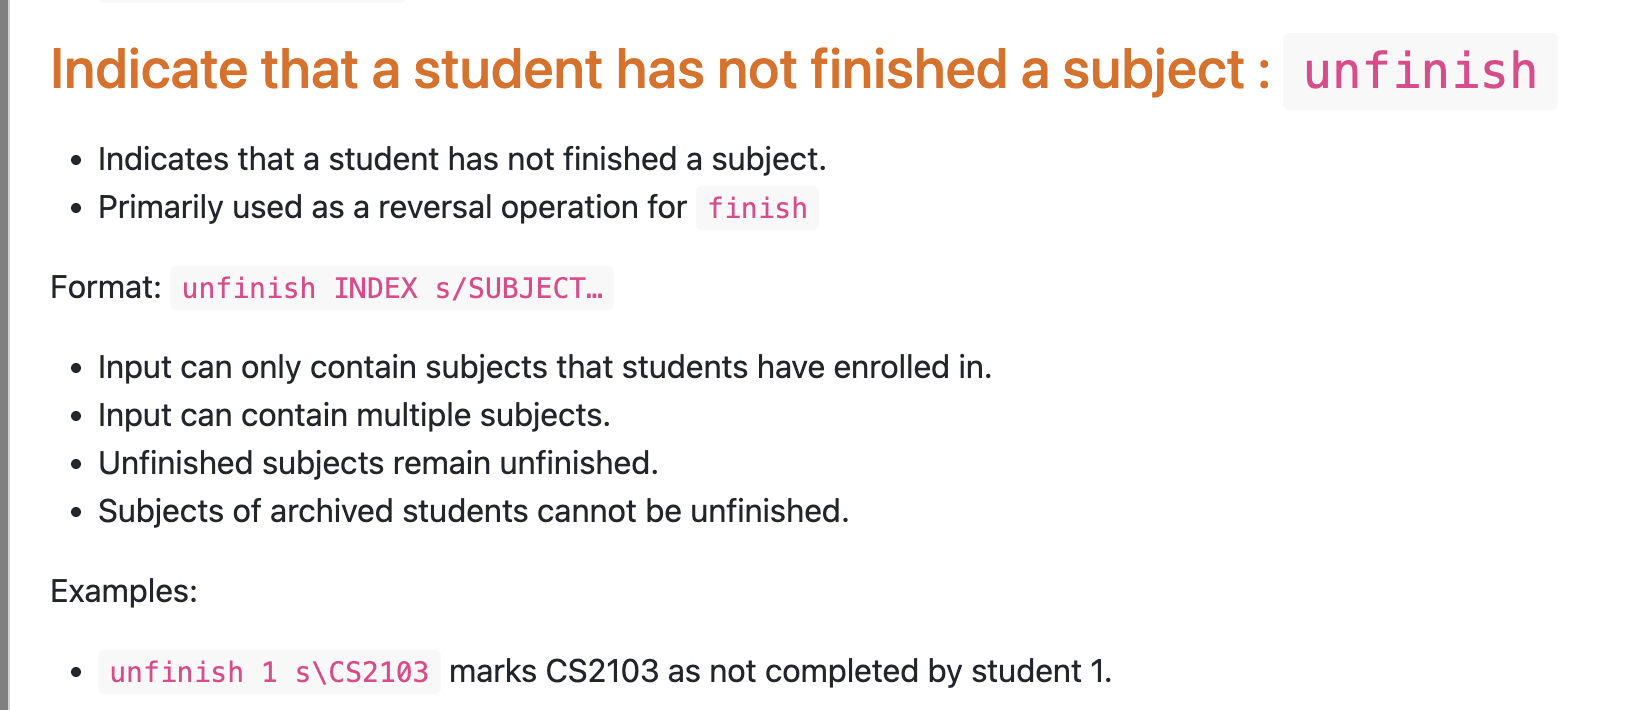 Indicate that a student has not finished a subject : unfinish
• Indicates that a student has not finished a subject.
• Primarily used as a reversal operation for finish
Format: unfinish INDEX s/SUBJECT…
• Input can only contain subjects that students have enrolled in.
• Input can contain multiple subjects.
• Unfinished subjects remain unfinished.
• Subjects of archived students cannot be unfinished.
Examples:
• unfinish 1 s\CS2103 marks CS2103 as not completed by student 1.